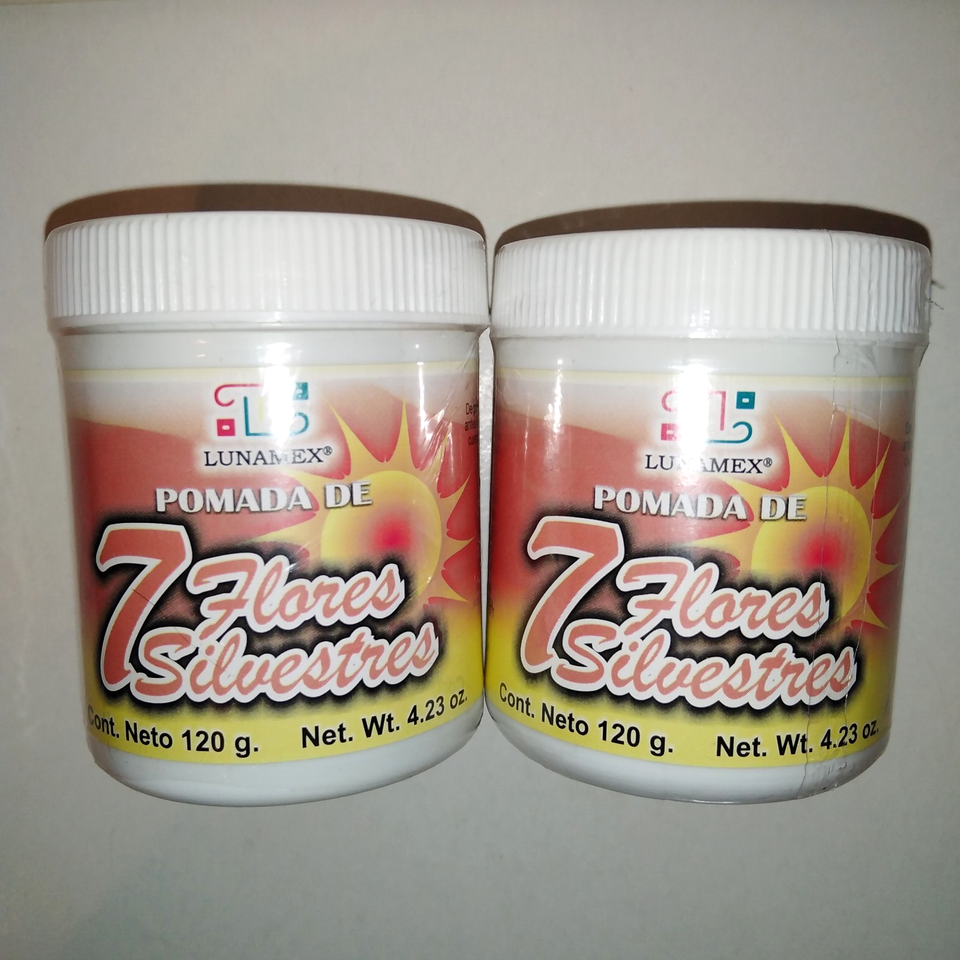 LUNAMEX®
POMADA DE
7 Flores
Silvestres
Cont. Neto 120 g. Net. Wt. 4.23 oz.
LUNAMEX®
POMADA DE
7 Flores
Silvestres
Cont. Neto 120 g. Net. Wt. 4.23 oz.